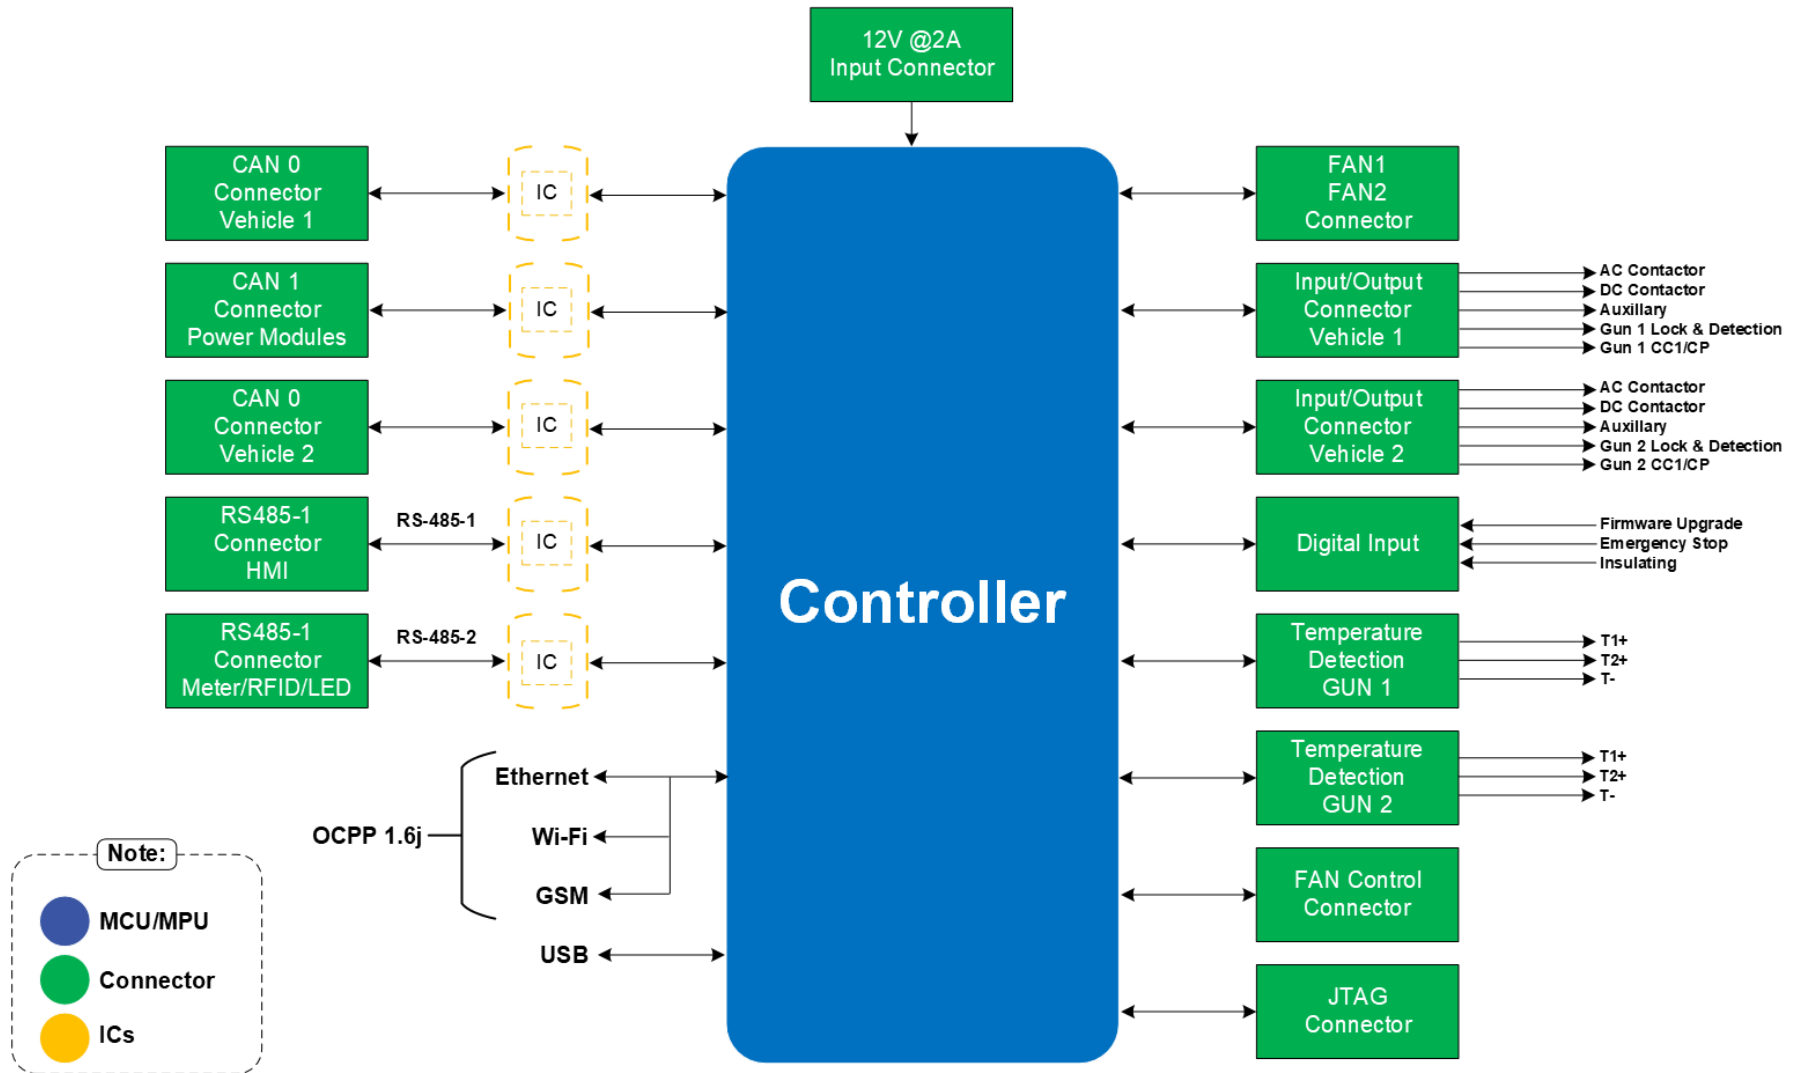 12V @2A
Input Connector
CAN 0
Connector
Vehicle 1
IC
CAN 1
Connector
Power Modules
IC
CAN 0
Connector
Vehicle 2
IC
RS485-1
Connector
HMI
RS-485-1
IC
RS485-1
Connector
Meter/RFID/LED
RS-485-2
IC
OCPP 1.6j
Ethernet
Wi-Fi
GSM
USB
Controller
FAN1
FAN2
Connector
Input/Output
Connector
Vehicle 1
AC Contactor
DC Contactor
Auxillary
Gun 1 Lock & Detection
Gun 1 CC1/CP
Input/Output
Connector
Vehicle 2
AC Contactor
DC Contactor
Auxillary
Gun 2 Lock & Detection
Gun 2 CC1/CP
Digital Input
Firmware Upgrade
Emergency Stop
Insulating
Temperature
Detection
GUN 1
T1+
T2+
T-
Temperature
Detection
GUN 2
T1+
T2+
T-
FAN Control
Connector
JTAG
Connector
Note:
MCU/MPU
Connector
ICs